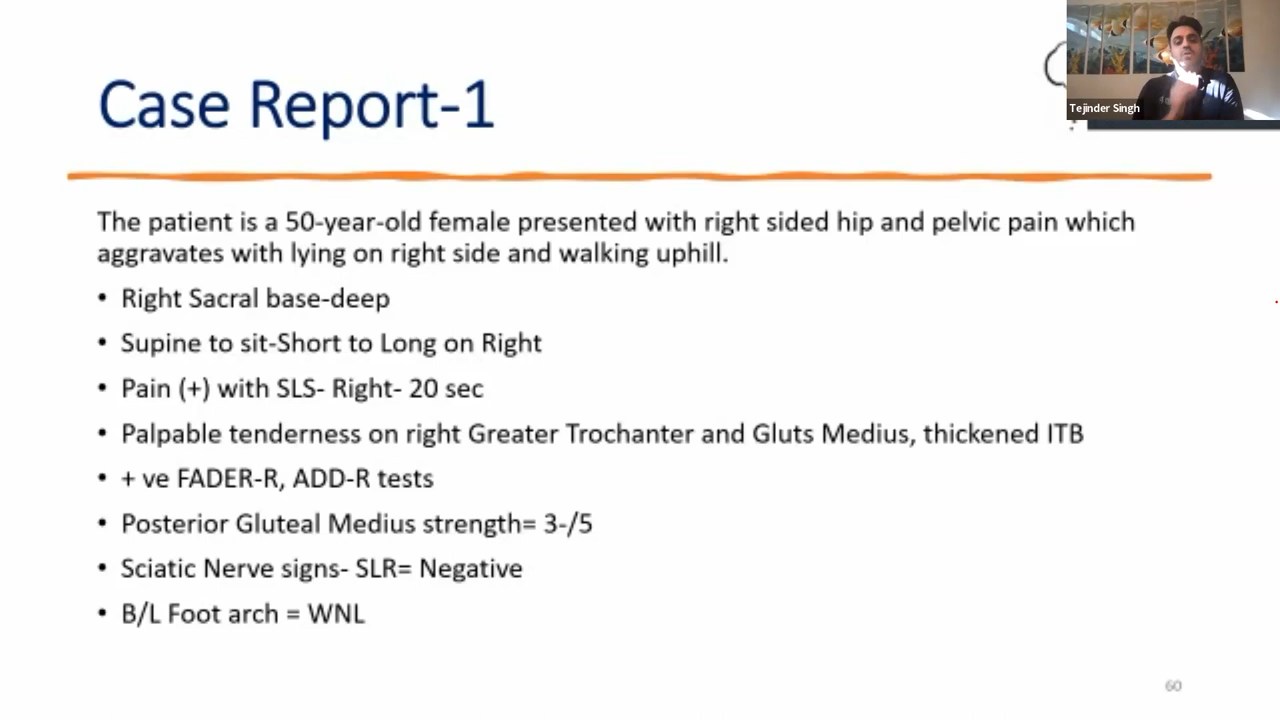 Case Report-1
Tejinder Singh
The patient is a 50-year-old female presented with right sided hip and pelvic pain which
aggravates with lying on right side and walking uphill.
• Right Sacral base-deep
• Supine to sit-Short to Long on Right
• Pain (+) with SLS- Right- 20 sec
• Palpable tenderness on right Greater Trochanter and Gluts Medius, thickened ITB
• + ve FADER-R, ADD-R tests
• Posterior Gluteal Medius strength= 3-/5
• Sciatic Nerve signs- SLR= Negative
• B/L Foot arch = WNL
60